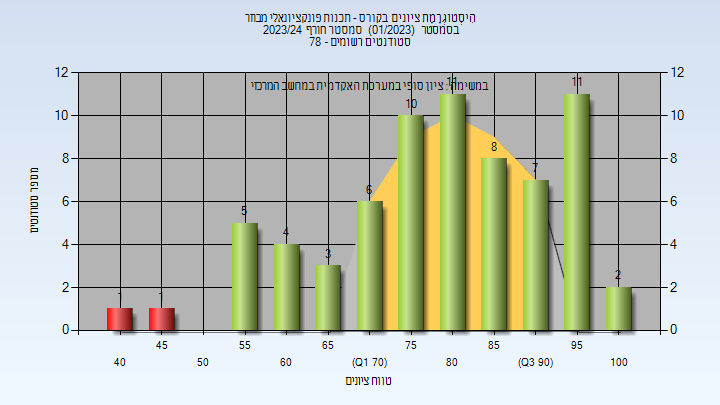 היסטוגרמת ציונים בקורס - תכנות פונקציונאלי מבחר
בסמסטר (01/2023) סמסטר חורף 2023/24
סטודנטים רשומים - 78
במשימה: ציון סופי במערכת האקדמית במחשב המרכזי
מספר סטודנטים
12 12
10 10
8 8
6 6
4 4
2 2
0 0
1 1 5 4 3 6 10 11 8 7 11 2
45 55 65 75 85 95
40 50 60 (Q1 70) 80 (Q3 90) 100
טווח ציונים